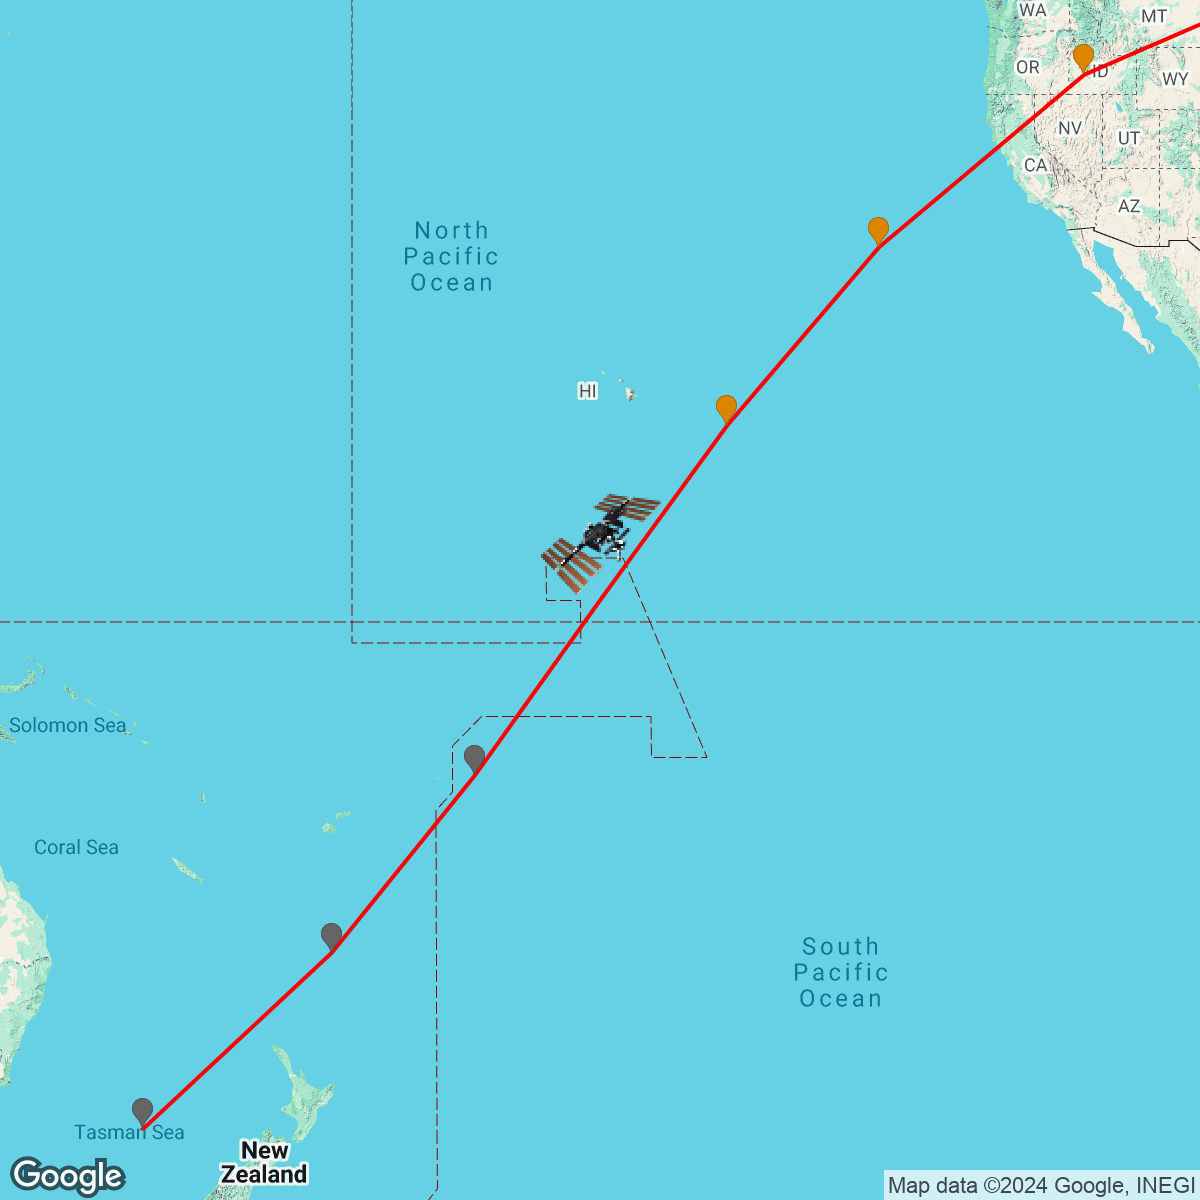 WA
MT
OR
ID
WY
NV
UT
CA
AZ
North
Pacific
Ocean
HI
Solomon Sea
Coral Sea
South
Pacific
Ocean
Tasman Sea
New
Zealand
Google
Map data ©2024 Google, INEGI